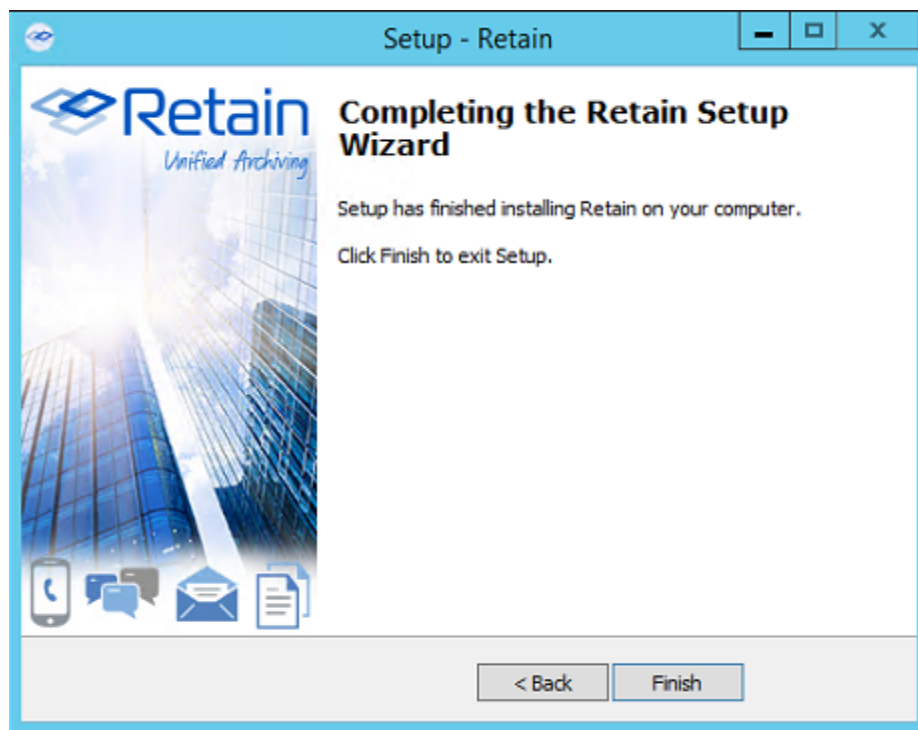 Setup - Retain
Retain
Unified Archiving
Completing the Retain Setup
Wizard
Setup has finished installing Retain on your computer.
Click Finish to exit Setup.
< Back
Finish